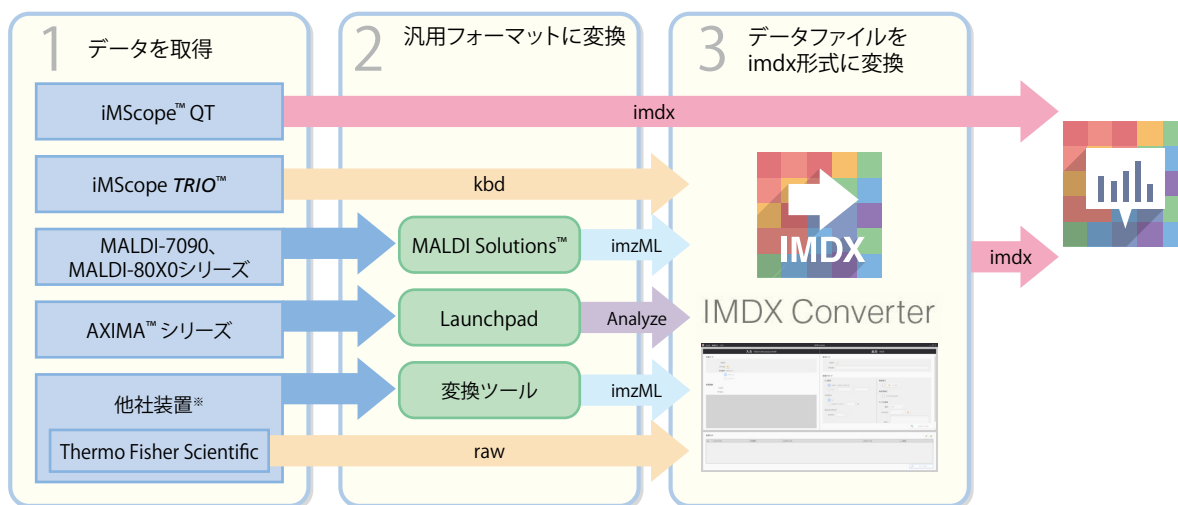 1
データを取得
2
汎用フォーマットに変換
3
データファイルを
imdx形式に変換
iMScope™ QT
imdx
iMScope TRIO™
kbd
MALDI-7090、
MALDI-80X0シリーズ
MALDI Solutions™
imzML
IMDX
imdx
AXIMA™ シリーズ
Launchpad
Analyze
IMDX Converter
他社装置※
変換ツール
imzML
Thermo Fisher Scientific
raw